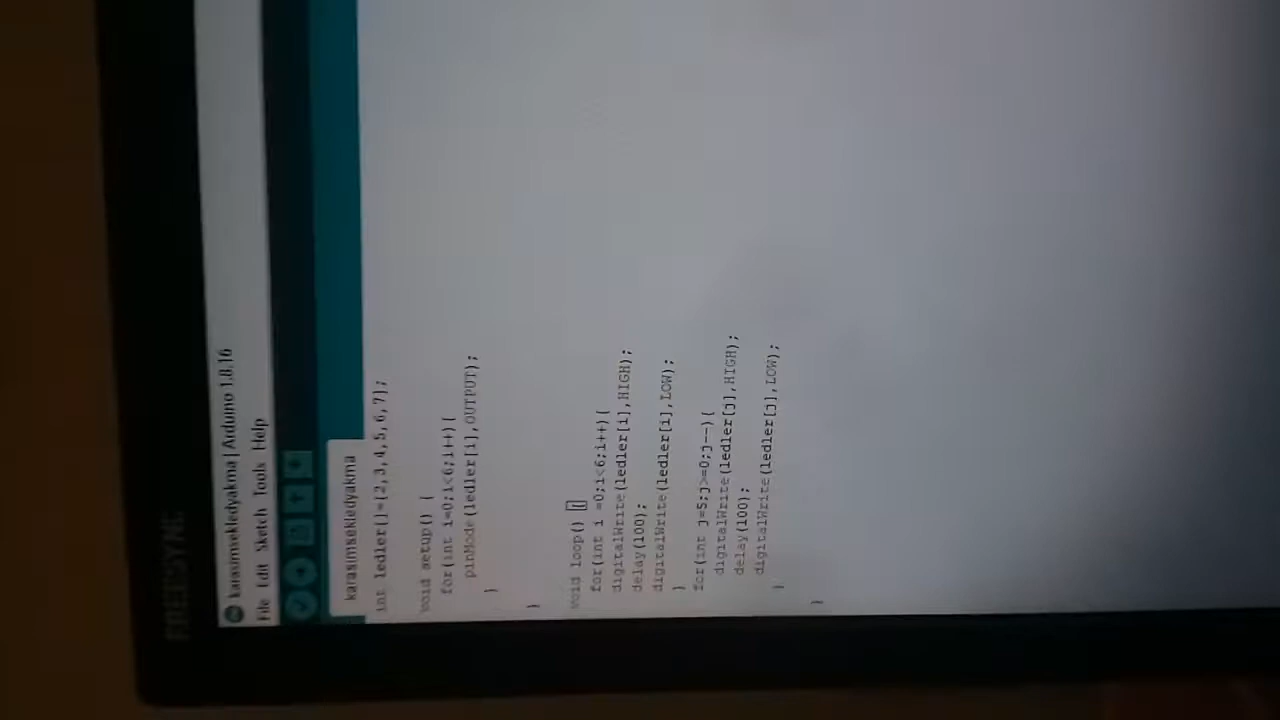 karasimsekledyakma | Arduino 1.8.16
File Edit Sketch Tools Help
karasimsekledyakma
int ledler[]={2,3,4,5,6,7};
void setup() {
for(int i=0;i<6;i++){
pinMode(ledler[i],OUTPUT);
}
}
void loop() {
for(int i =0;i<6;i++){
digitalWrite(ledler[i],HIGH);
delay(100);
digitalWrite(ledler[i],LOW);
}
for(int j=5;j>=0;j--){
digitalWrite(ledler[j],HIGH);
delay(100);
digitalWrite(ledler[j],LOW);
}
}